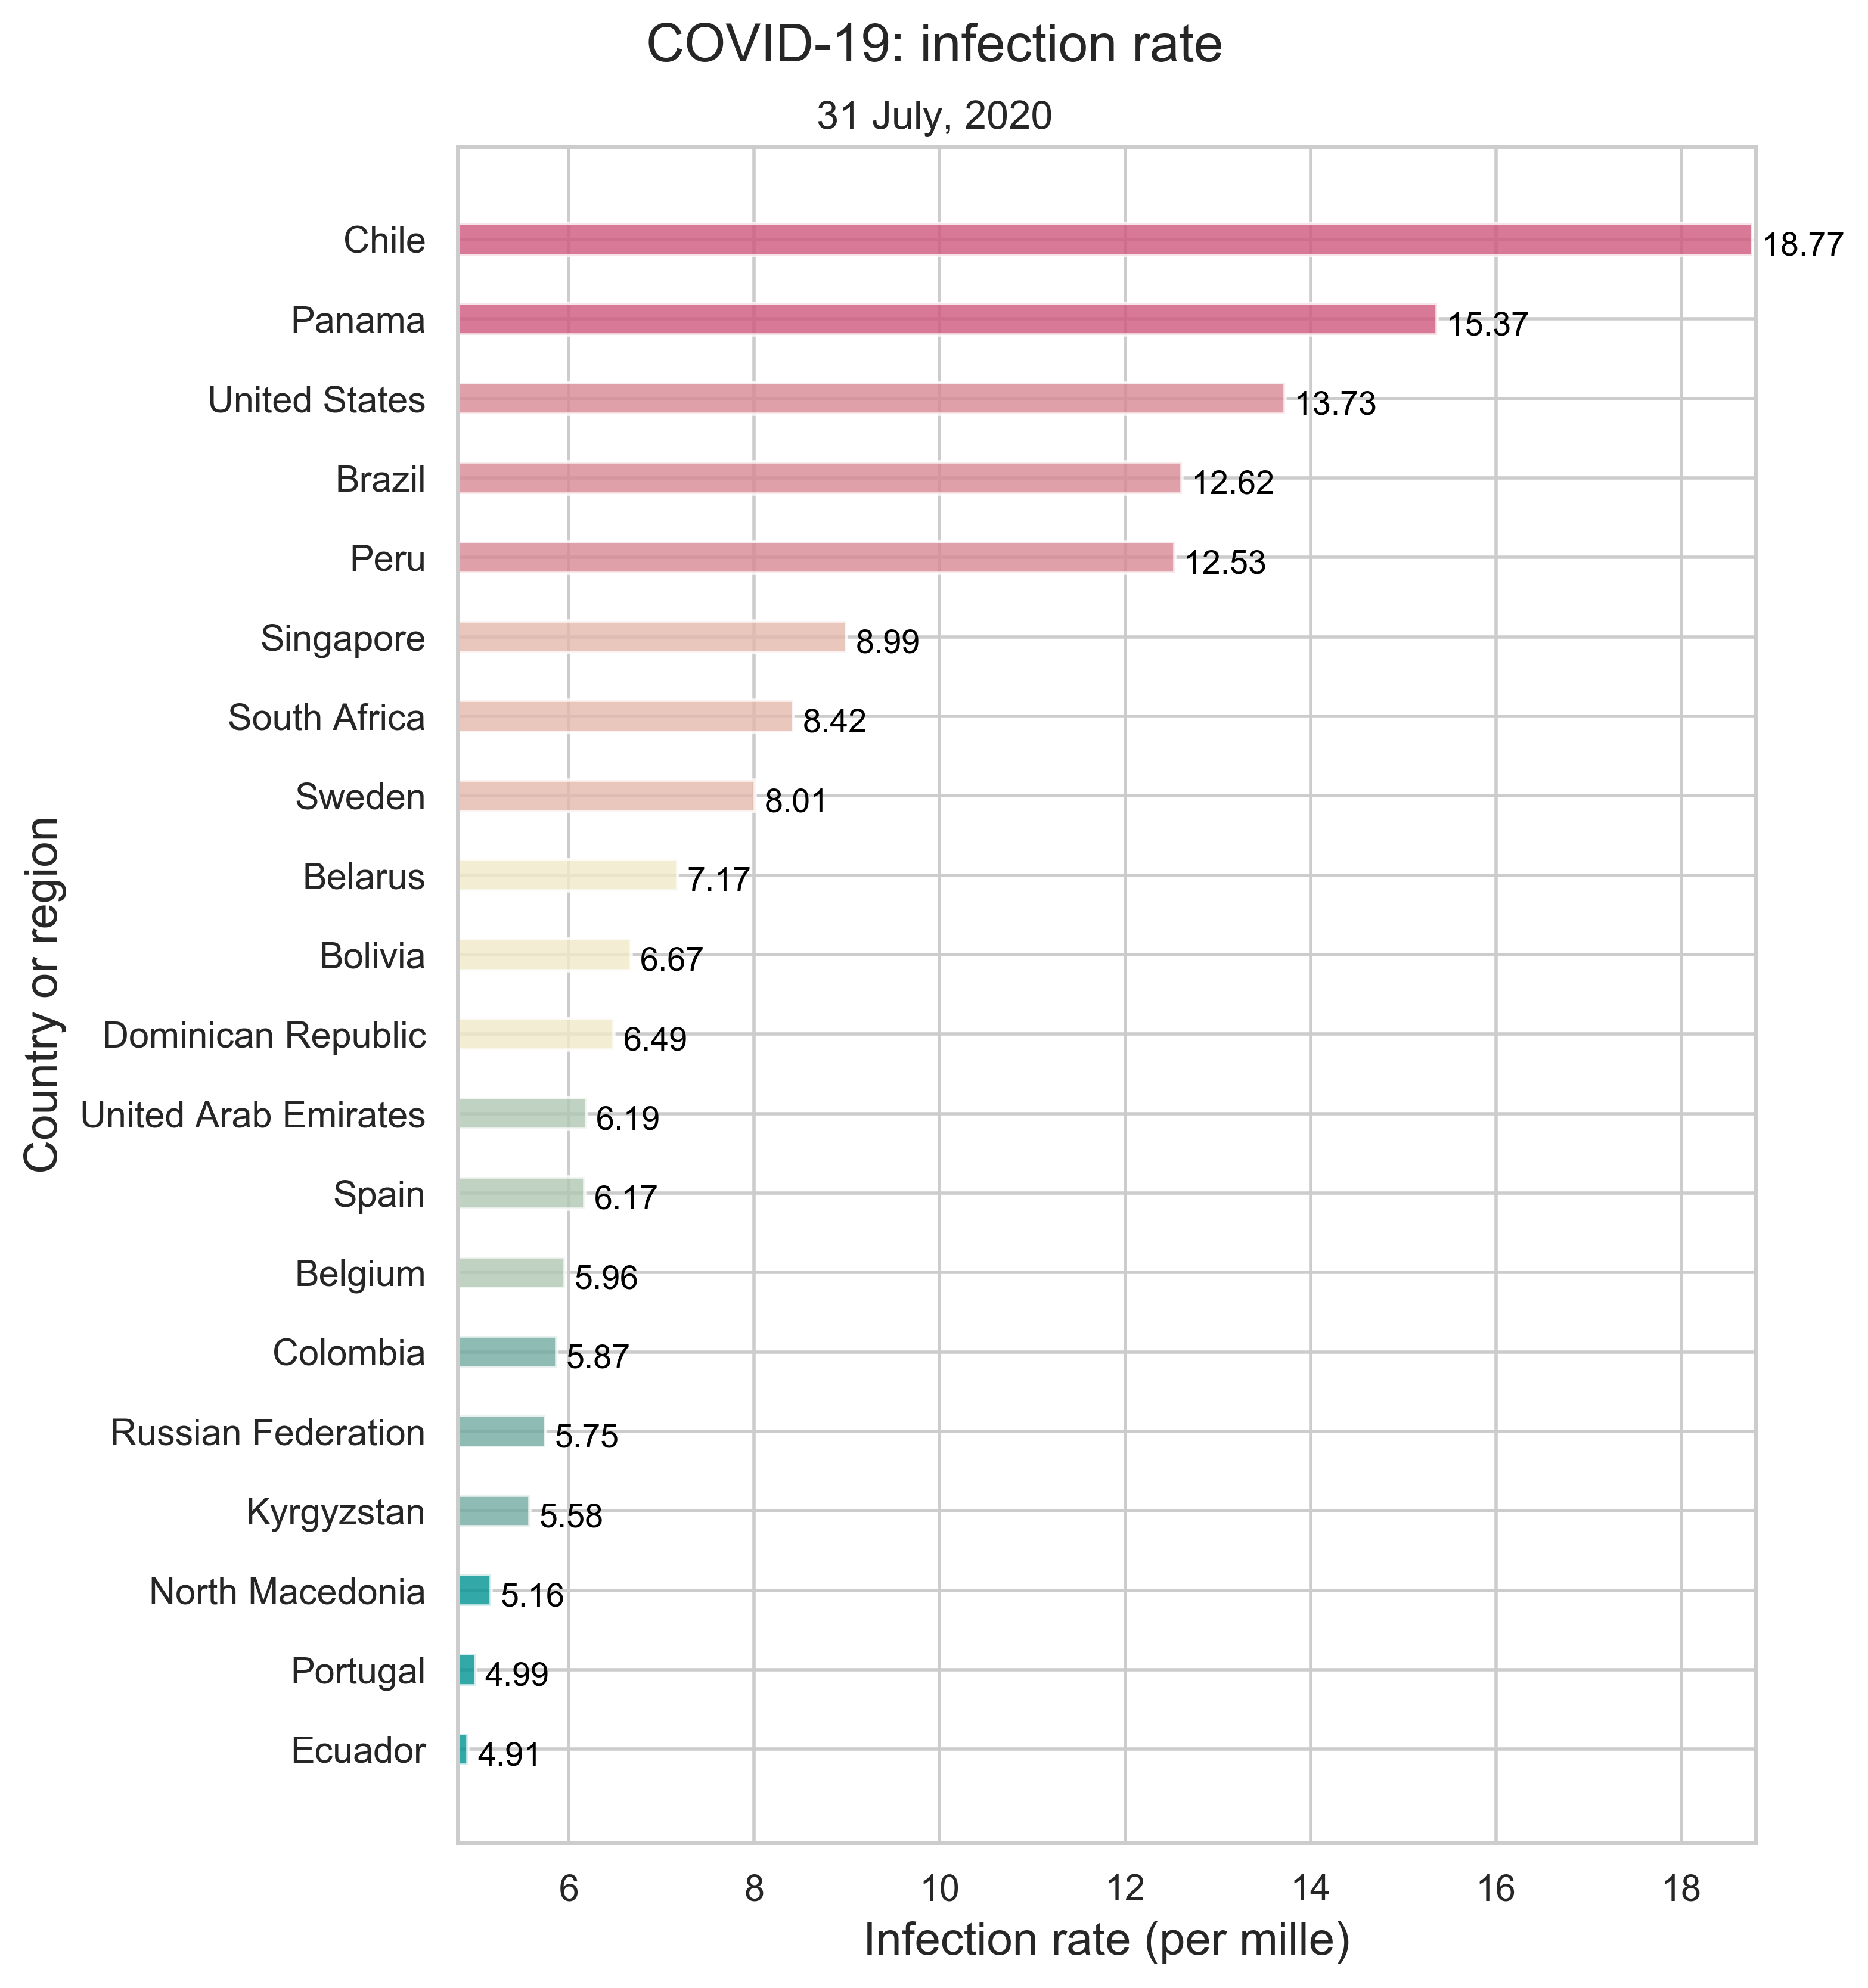 COVID-19: infection rate
31 July, 2020
Country or region
Chile 18.77
Panama 15.37
United States 13.73
Brazil 12.62
Peru 12.53
Singapore 8.99
South Africa 8.42
Sweden 8.01
Belarus 7.17
Bolivia 6.67
Dominican Republic 6.49
United Arab Emirates 6.19
Spain 6.17
Belgium 5.96
Colombia 5.87
Russian Federation 5.75
Kyrgyzstan 5.58
North Macedonia 5.16
Portugal 4.99
Ecuador 4.91
6 8 10 12 14 16 18
Infection rate (per mille)